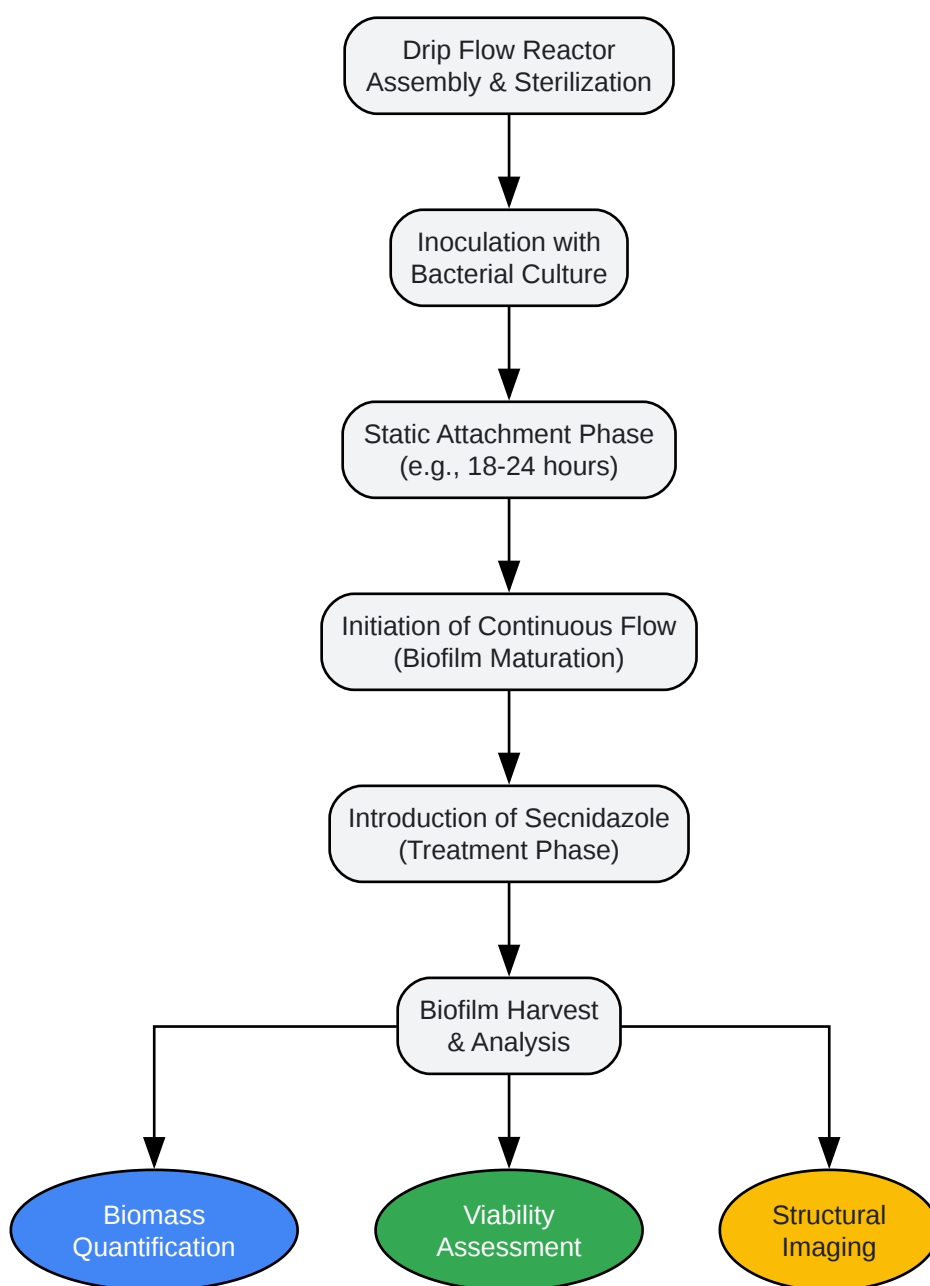 Drip Flow Reactor
Assembly & Sterilization
Inoculation with
Bacterial Culture
Static Attachment Phase
(e.g., 18-24 hours)
Initiation of Continuous Flow
(Biofilm Maturation)
Introduction of Secnidazole
(Treatment Phase)
Biofilm Harvest
& Analysis
Biomass
Quantification
Viability
Assessment
Structural
Imaging